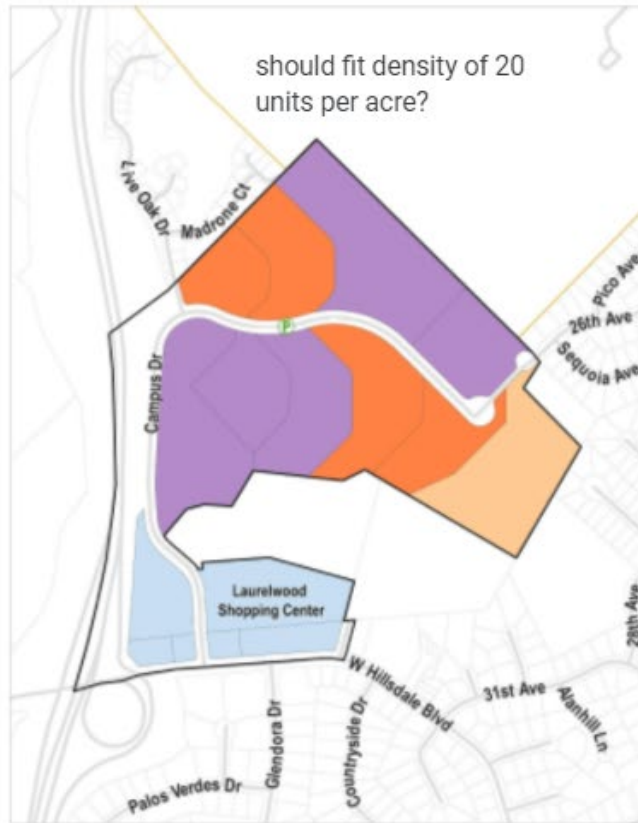 should fit density of 20
units per acre?
Live Oak Dr
Madrone Ct
Pico Ave
26th Ave
Sequoia Ave
Campus Dr
P
Laurelwood
Shopping Center
28th Ave
W Hillsdale Blvd
31st Ave
Alanhill Ln
Glendora Dr
Countryside Dr
Palos Verdes Dr